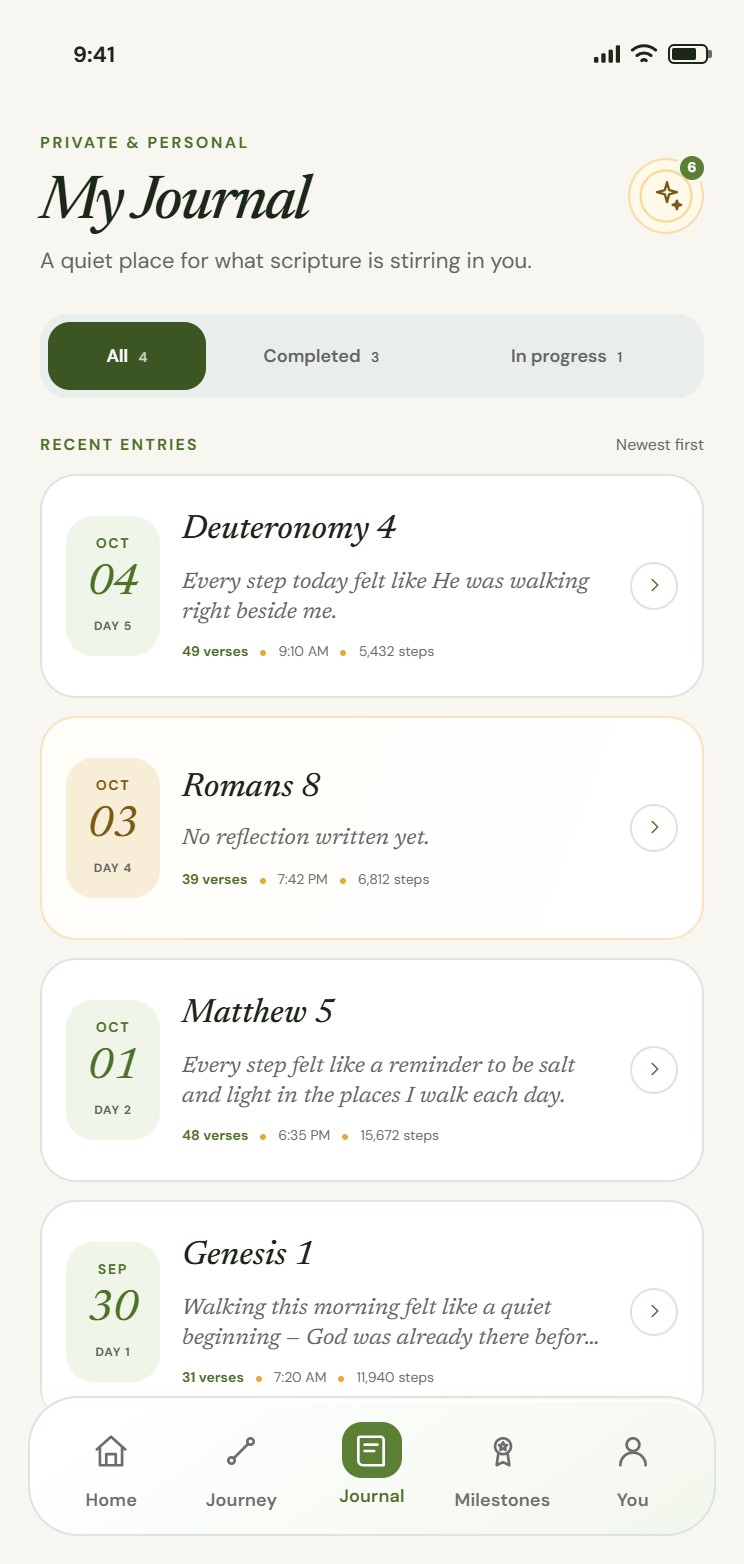 9:41
PRIVATE & PERSONAL
My Journal
6
A quiet place for what scripture is stirring in you.
All 4 Completed 3 In progress 1
RECENT ENTRIES Newest first
OCT
04
DAY 5
Deuteronomy 4
Every step today felt like He was walking
right beside me.
49 verses • 9:10 AM • 5,432 steps
OCT
03
DAY 4
Romans 8
No reflection written yet.
39 verses • 7:42 PM • 6,812 steps
OCT
01
DAY 2
Matthew 5
Every step felt like a reminder to be salt
and light in the places I walk each day.
48 verses • 6:35 PM • 15,672 steps
SEP
30
DAY 1
Genesis 1
Walking this morning felt like a quiet
beginning – God was already there befor...
31 verses • 7:20 AM • 11,940 steps
Home Journey Journal Milestones You